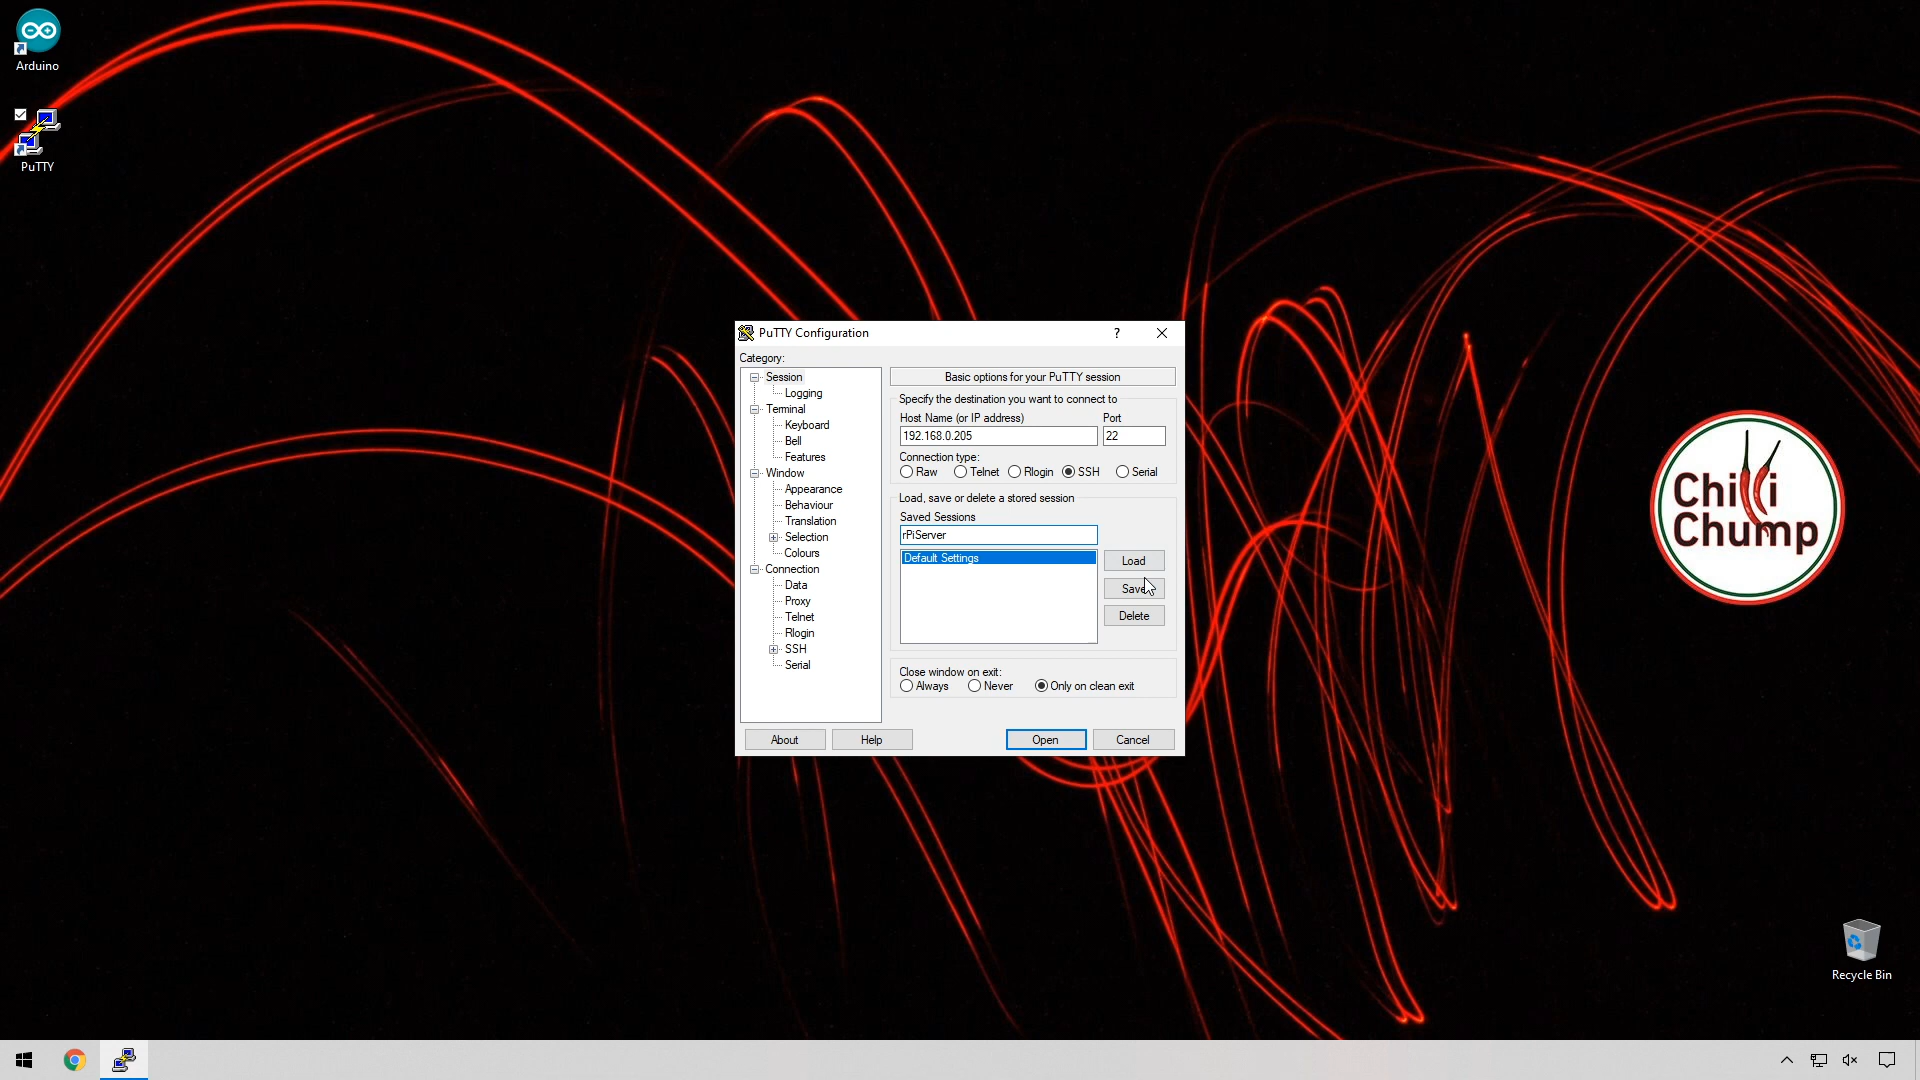 Arduino
PuTTY
PuTTY Configuration
?
Category:
Session
Logging
Terminal
Keyboard
Bell
Features
Window
Appearance
Behaviour
Translation
Selection
Colours
Connection
Data
Proxy
Telnet
Rlogin
SSH
Serial
Basic options for your PuTTY session
Specify the destination you want to connect to
Host Name (or IP address) Port
192.168.0.205 22
Connection type:
Raw Telnet Rlogin SSH Serial
Load, save or delete a stored session
Saved Sessions
rPiServer
Default Settings
Load
Save
Delete
Close window on exit:
Always Never Only on clean exit
About Help Open Cancel
Chilli
Chump
Recycle Bin